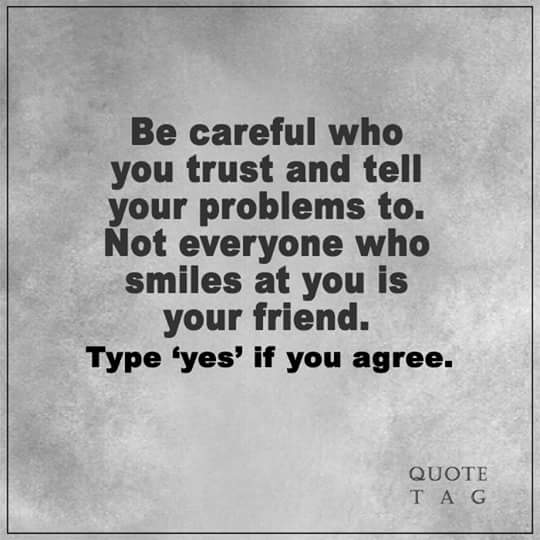 Be careful who
you trust and tell
your problems to.
Not everyone who
smiles at you is
your friend.
Type ‘yes’ if you agree.
QUOTE
TAG